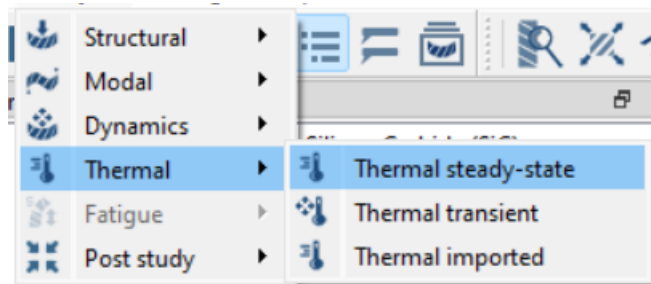 Structural
Modal
Dynamics
Thermal
Fatigue
Post study
Thermal steady-state
Thermal transient
Thermal imported